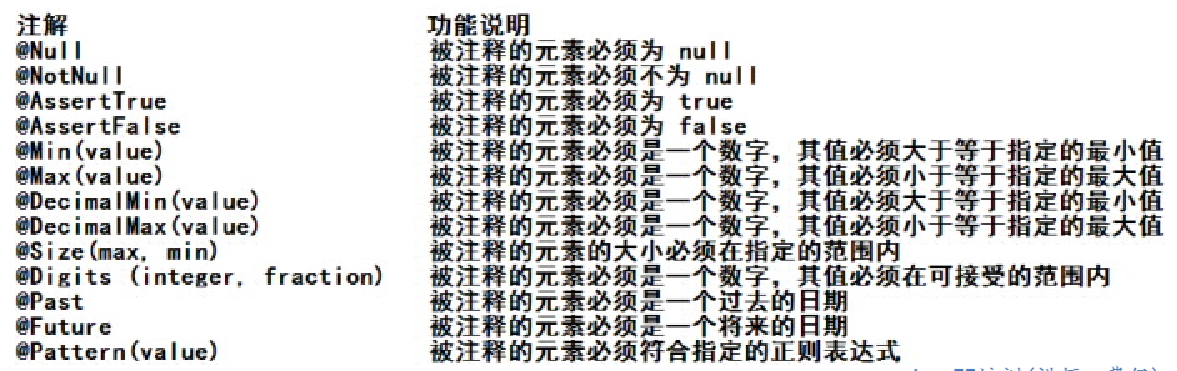 注解 功能说明
@Null 被注释的元素必须为 null
@NotNull 被注释的元素必须不为 null
@AssertTrue 被注释的元素必须为 true
@AssertFalse 被注释的元素必须为 false
@Min(value) 被注释的元素必须是一个数字，其值必须大于等于指定的最小值
@Max(value) 被注释的元素必须是一个数字，其值必须小于等于指定的最大值
@DecimalMin(value) 被注释的元素必须是一个数字，其值必须大于等于指定的最小值
@DecimalMax(value) 被注释的元素必须是一个数字，其值必须小于等于指定的最大值
@Size(max, min) 被注释的元素的大小必须在指定的范围内
@Digits (integer, fraction) 被注释的元素必须是一个数字，其值必须在可接受的范围内
@Past 被注释的元素必须是一个过去的日期
@Future 被注释的元素必须是一个将来的日期
@Pattern(value) 被注释的元素必须符合指定的正则表达式